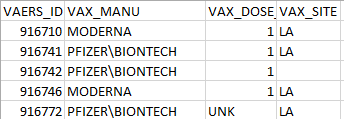 VAERS_ID VAX_MANU VAX_DOSE_ VAX_SITE
916710 MODERNA 1 LA
916741 PFIZER\BIONTECH 1 LA
916742 PFIZER\BIONTECH 1
916746 MODERNA 1 LA
916772 PFIZER\BIONTECH UNK LA